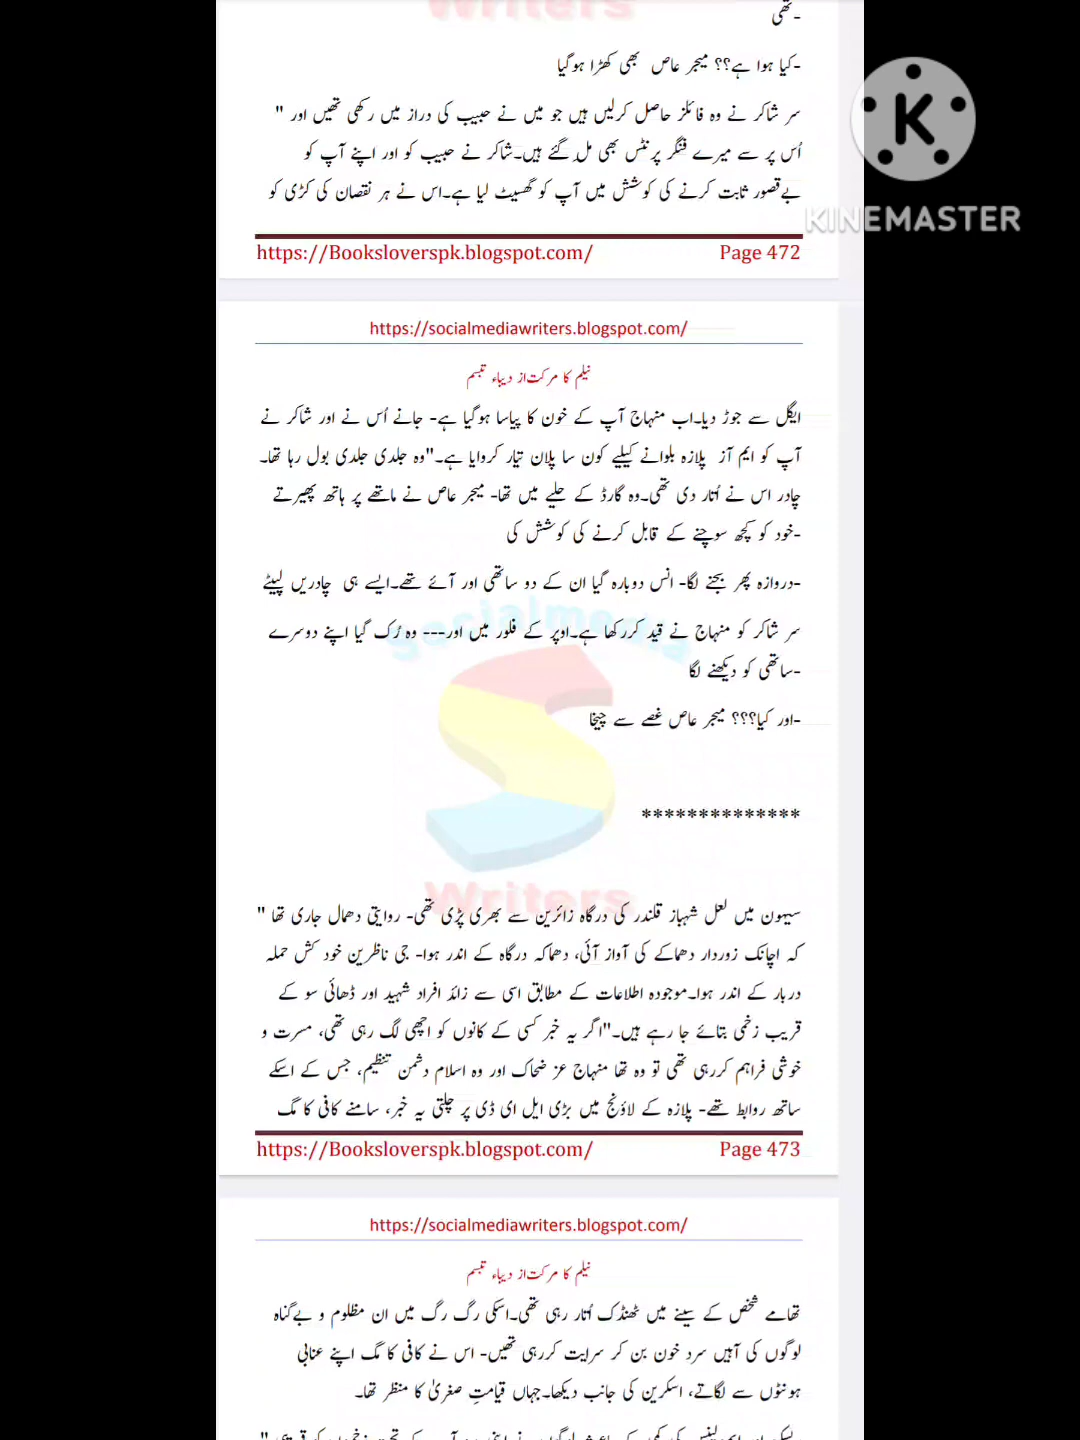 Writers
-تھی
-کیا ہوا ہے؟؟ میجر عاص بھی کھڑا ہوگیا
سر شاکر نے وہ فائلز حاصل کرلیں ہیں جو میں نے حبیب کی دراز میں رکھی تھیں اور "
اُس پر سے میرے فنگر پرنٹس بھی مل گئے ہیں۔شاکر نے حبیب کو اور اپنے آپ کو
بےقصور ثابت کرنے کی کوشش میں آپ کو گھسیٹ لیا ہے۔اس نے ہر نقصان کی کڑی کو
KINEMASTER
https://Booksloverspk.blogspot.com/ Page 472
https://socialmediawriters.blogspot.com/
نیلم کا مرکت از دیباء تبسم
ایگل سے جوڑ دیا۔اب منہاج آپ کے خون کا پیاسا ہوگیا ہے- جانے اُس نے اور شاکر نے
آپ کو ایم آز پلازہ بلوانے کیلیے کون سا پلان تیار کروایا ہے۔"وہ جلدی جلدی بول رہا تھا۔
چادر اس نے اُتار دی تھی۔وہ گارڈ کے حلیے میں تھا- میجر عاص نے ماتھے پر ہاتھ پھیرتے
-خود کو کچھ سوچنے کے قابل کرنے کی کوشش کی
-دروازہ پھر بجنے لگا- انس دوبارہ گیا ان کے دو ساتھی اور آئے تھے۔ایسے ہی چادریں لپیٹے
سر شاکر کو منہاج نے قید کررکھا ہے۔اوپر کے فلور میں اور--- وہ رُک گیا اپنے دوسرے
-ساتھی کو دیکھنے لگا
-اور کیا؟؟؟ میجر عاص غصے سے چیخا
socialmedia
S
**************
Writers
سیہون میں لعل شہباز قلندر کی درگاہ زائرین سے بھری پڑی تھی- روایتی دھمال جاری تھا "
کہ اچانک زوردار دھماکے کی آواز آئی، دھماکہ درگاہ کے اندر ہوا- جی ناظرین خود کش حملہ
دربار کے اندر ہوا۔موجودہ اطلاعات کے مطابق اسی سے زائد افراد شہید اور ڈھائی سو کے
قریب زخمی بتائے جا رہے ہیں۔"اگر یہ خبر کسی کے کانوں کو اچھی لگ رہی تھی، مسرت و
خوشی فراہم کررہی تھی تو وہ تھا منہاج عز ضحاک اور وہ اسلام دشمن تنظیم، جس کے اسکے
ساتھ روابط تھے- پلازہ کے لاؤنج میں بڑی ایل ای ڈی پر چلتی یہ خبر، سامنے کافی کا مگ
https://Booksloverspk.blogspot.com/ Page 473
https://socialmediawriters.blogspot.com/
نیلم کا مرکت از دیباء تبسم
تھامے شخص کے سینے میں ٹھنڈک اُتار رہی تھی۔اسکی رگ رگ میں ان مظلوم و بےگناہ
لوگوں کی آہیں سرد خون بن کر سرایت کررہی تھیں- اس نے کافی کا مگ اپنے عنابی
ہونٹوں سے لگاتے، اسکرین کی جانب دیکھا۔جہاں قیامتِ صغریٰ کا منظر تھا۔